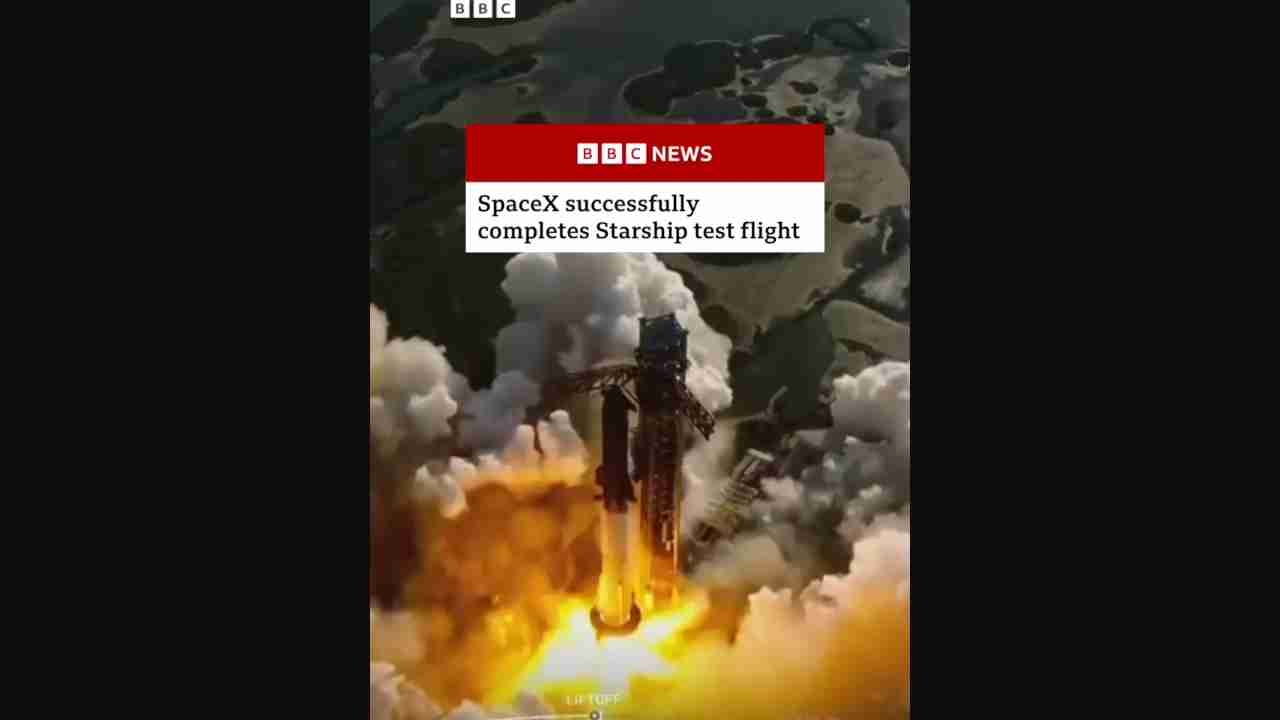 BBC
BBC NEWS
SpaceX successfully
completes Starship test flight
LIFTOFF